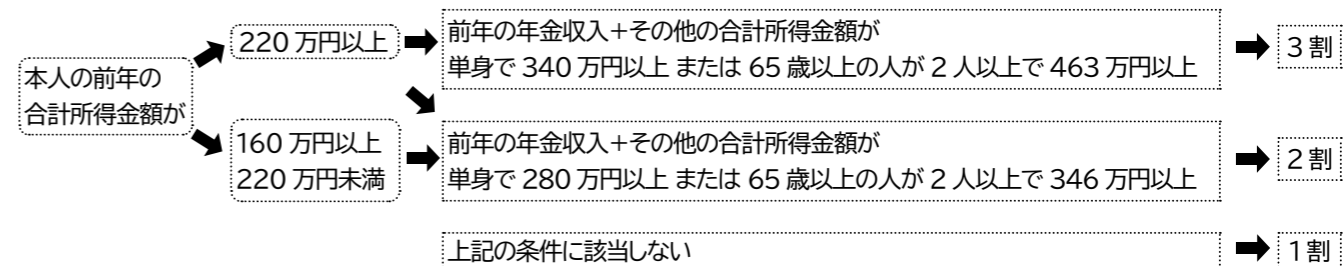 本人の前年の
合計所得金額が
220 万円以上
前年の年金収入+その他の合計所得金額が
単身で 340 万円以上 または 65 歳以上の人が 2 人以上で 463 万円以上
3 割
160 万円以上
220 万円未満
前年の年金収入+その他の合計所得金額が
単身で 280 万円以上 または 65 歳以上の人が 2 人以上で 346 万円以上
2 割
上記の条件に該当しない
1 割